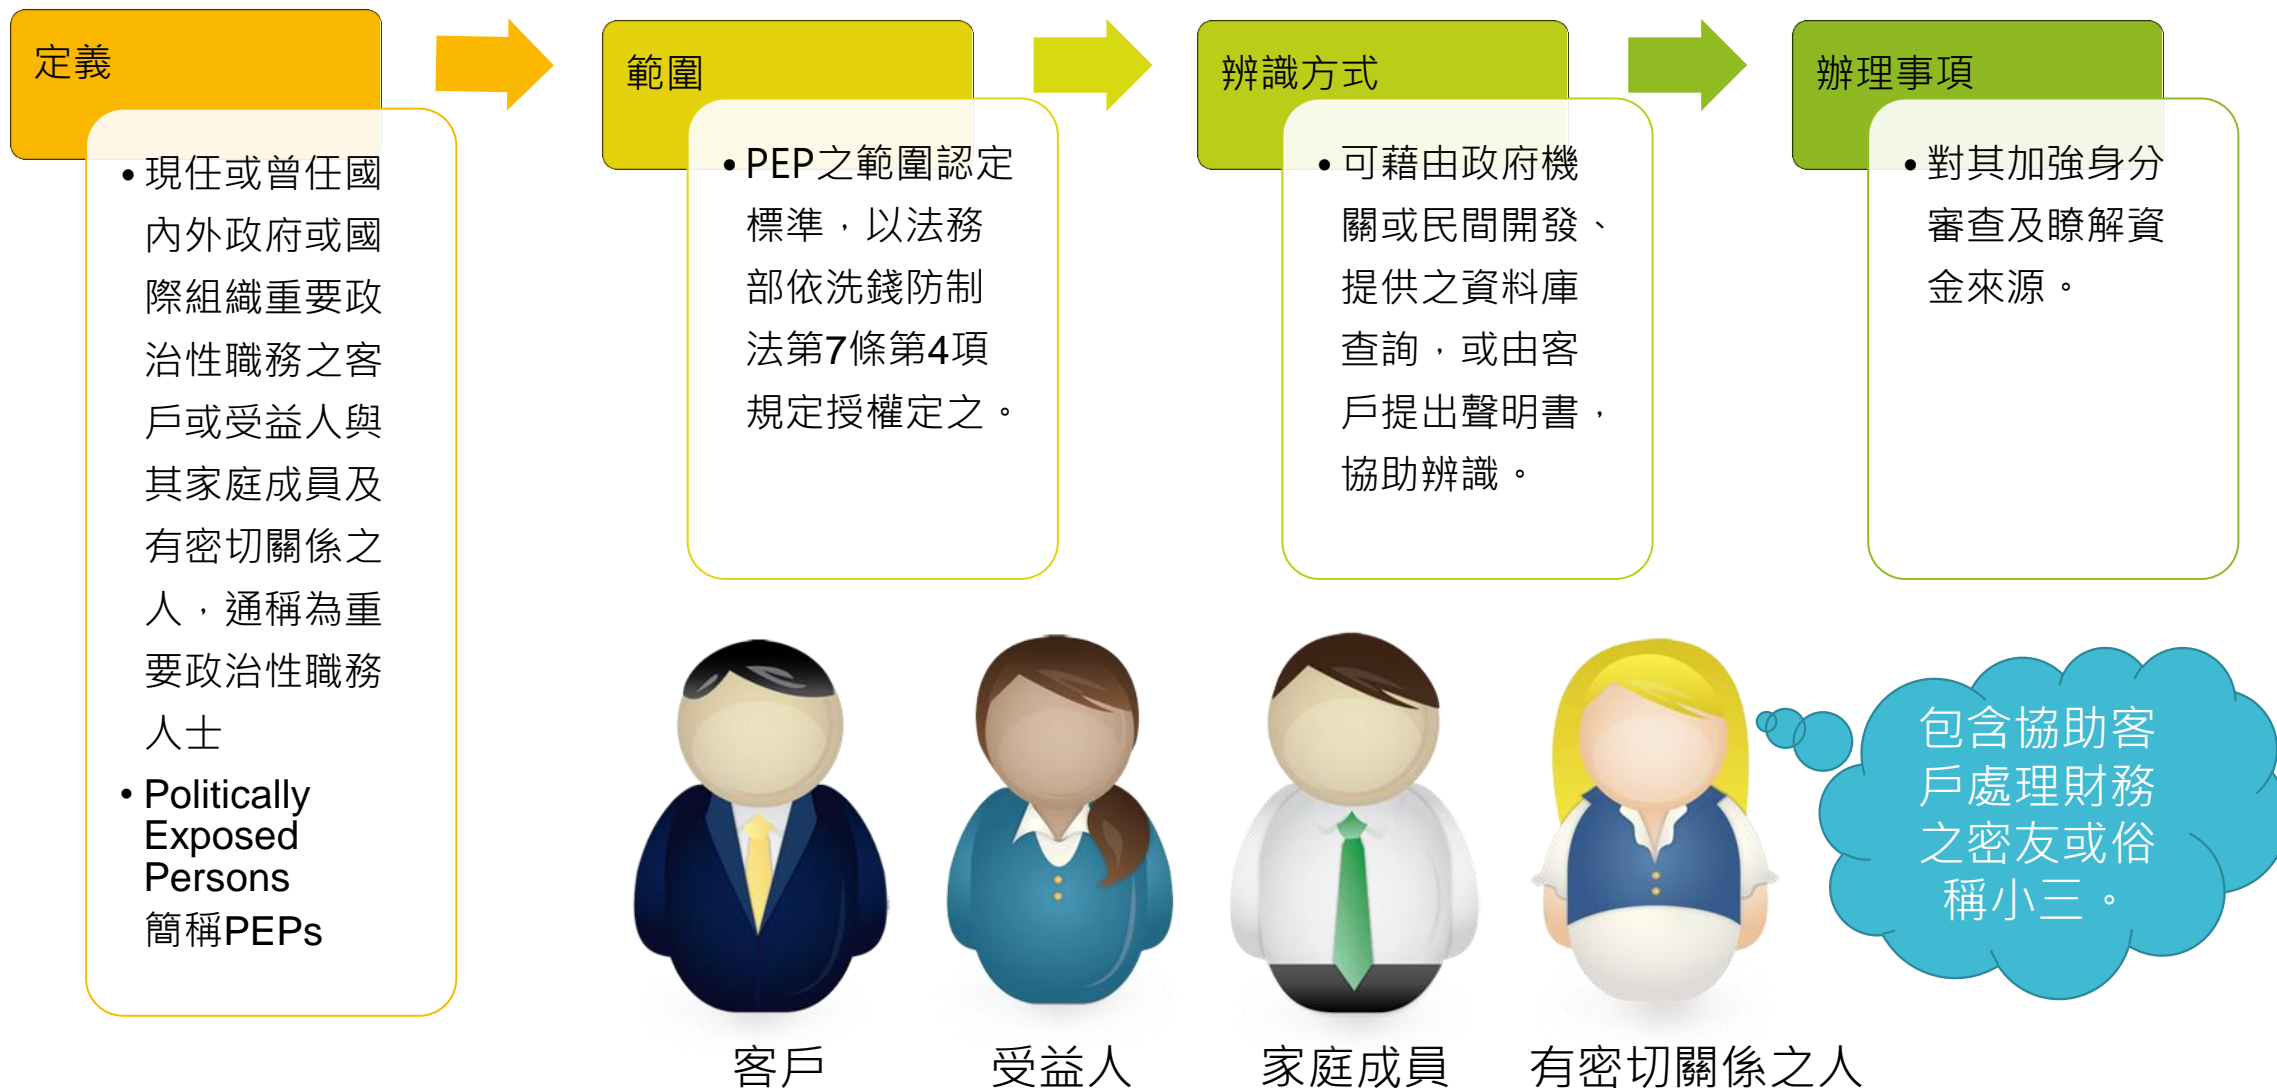 定義
現任或曾任國
內外政府或國
際組織重要政
治性職務之客
戶或受益人與
其家庭成員及
有密切關係之
人，通稱為重
要政治性職務
人士
Politically
Exposed
Persons
簡稱PEPs
範圍
PEP之範圍認定
標準，以法務
部依洗錢防制
法第7條第4項
規定授權定之。
辨識方式
可藉由政府機
關或民間開發、
提供之資料庫
查詢，或由客
戶提出聲明書，
協助辨識。
辦理事項
對其加強身分
審查及瞭解資
金來源。
包含協助客
戶處理財務
之密友或俗
稱小三。
客戶
受益人
家庭成員
有密切關係之人